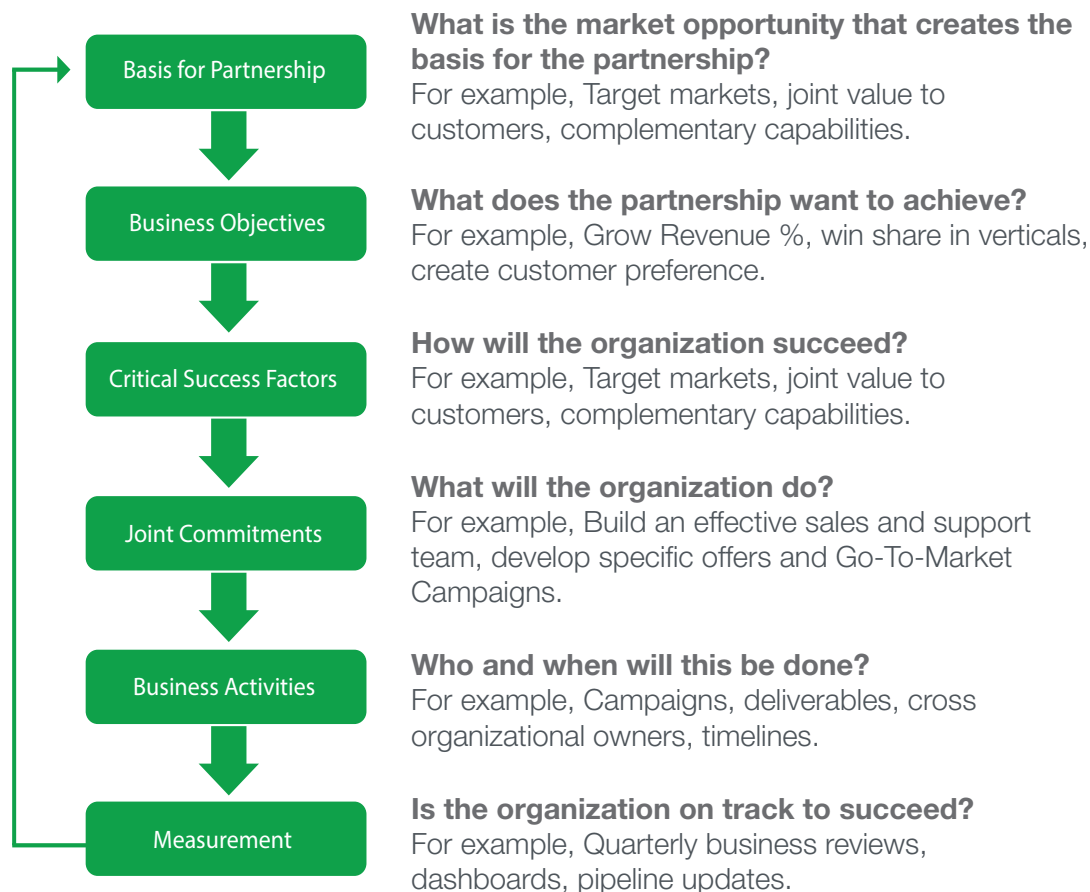 Basis for Partnership
What is the market opportunity that creates the
basis for the partnership?
For example, Target markets, joint value to
customers, complementary capabilities.
Business Objectives
What does the partnership want to achieve?
For example, Grow Revenue %, win share in verticals,
create customer preference.
Critical Success Factors
How will the organization succeed?
For example, Target markets, joint value to
customers, complementary capabilities.
Joint Commitments
What will the organization do?
For example, Build an effective sales and support
team, develop specific offers and Go-To-Market
Campaigns.
Business Activities
Who and when will this be done?
For example, Campaigns, deliverables, cross
organizational owners, timelines.
Measurement
Is the organization on track to succeed?
For example, Quarterly business reviews,
dashboards, pipeline updates.